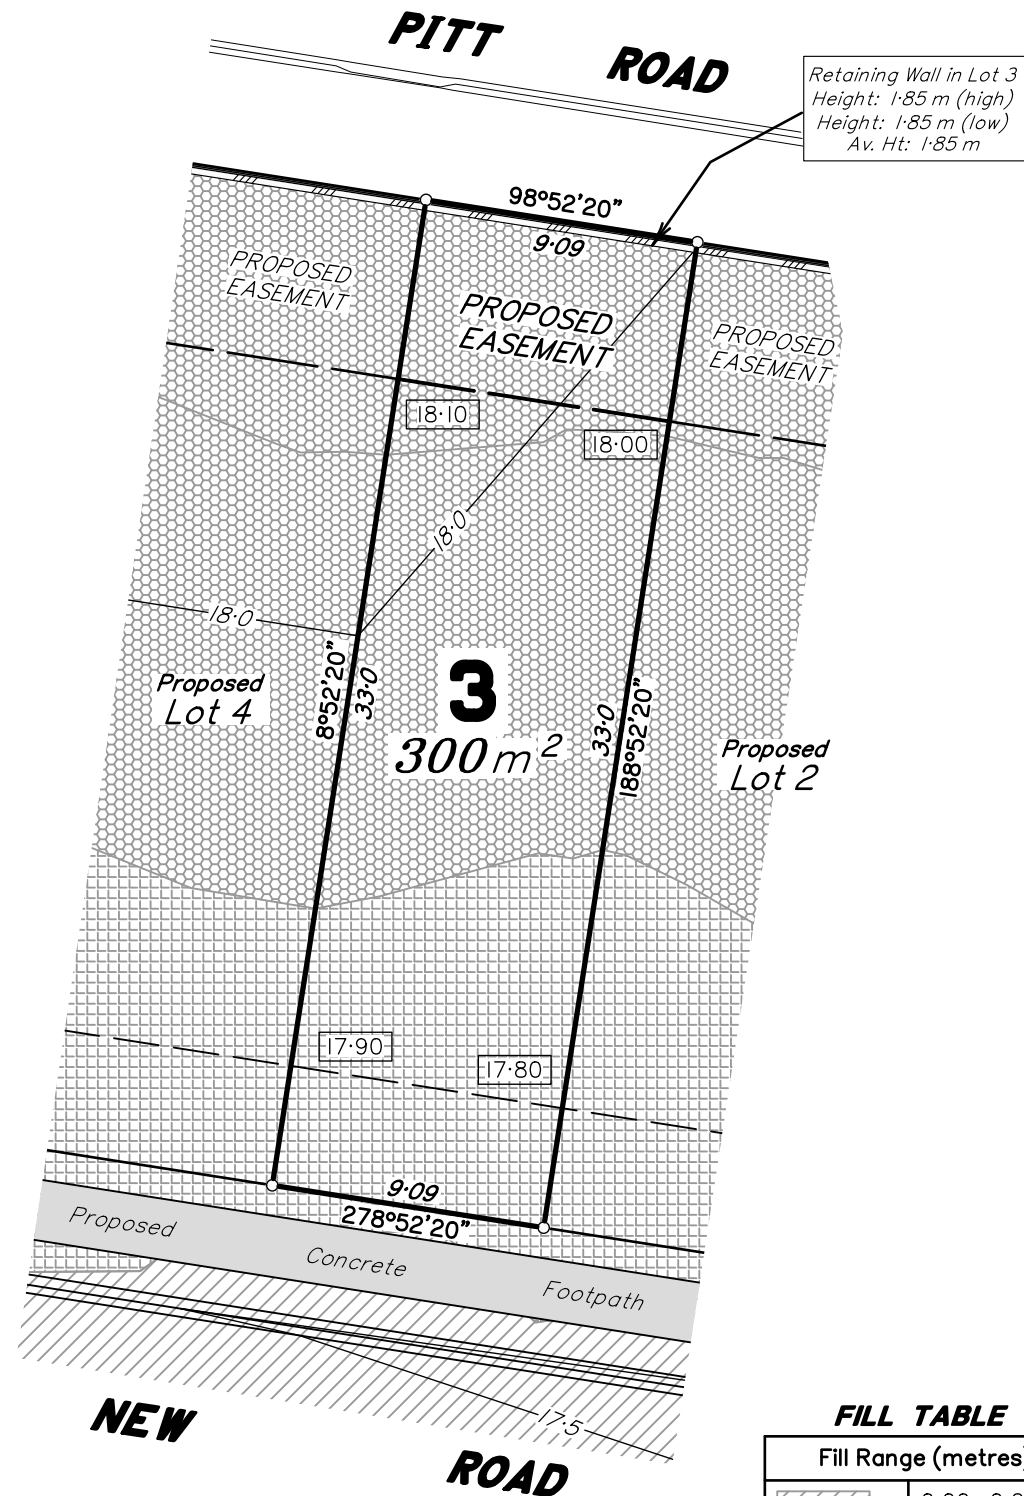 PITT ROAD
Retaining Wall in Lot 3
Height: 1·85 m (high)
Height: 1·85 m (low)
Av. Ht: 1·85 m
98°52'20"
9·09
PROPOSED
EASEMENT
PROPOSED
EASEMENT
PROPOSED
EASEMENT
18·10
18·00
18·0
18·0
8°52'20"
33·0
3
300 m²
33·0
188°52'20"
Proposed
Lot 4
Proposed
Lot 2
17·90
17·80
9·09
278°52'20"
Proposed Concrete Footpath
17·5
NEW ROAD
FILL TABLE
Fill Range (metres)